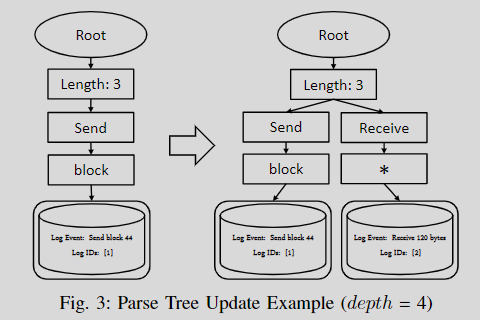 Root
Length: 3
Send
block
Log Event: Send block 44
Log IDs: [1]
Root
Length: 3
Send
Receive
block
*
Log Event: Send block 44
Log IDs: [1]
Log Event: Receive 120 bytes
Log IDs: [2]
Fig. 3: Parse Tree Update Example (depth = 4)